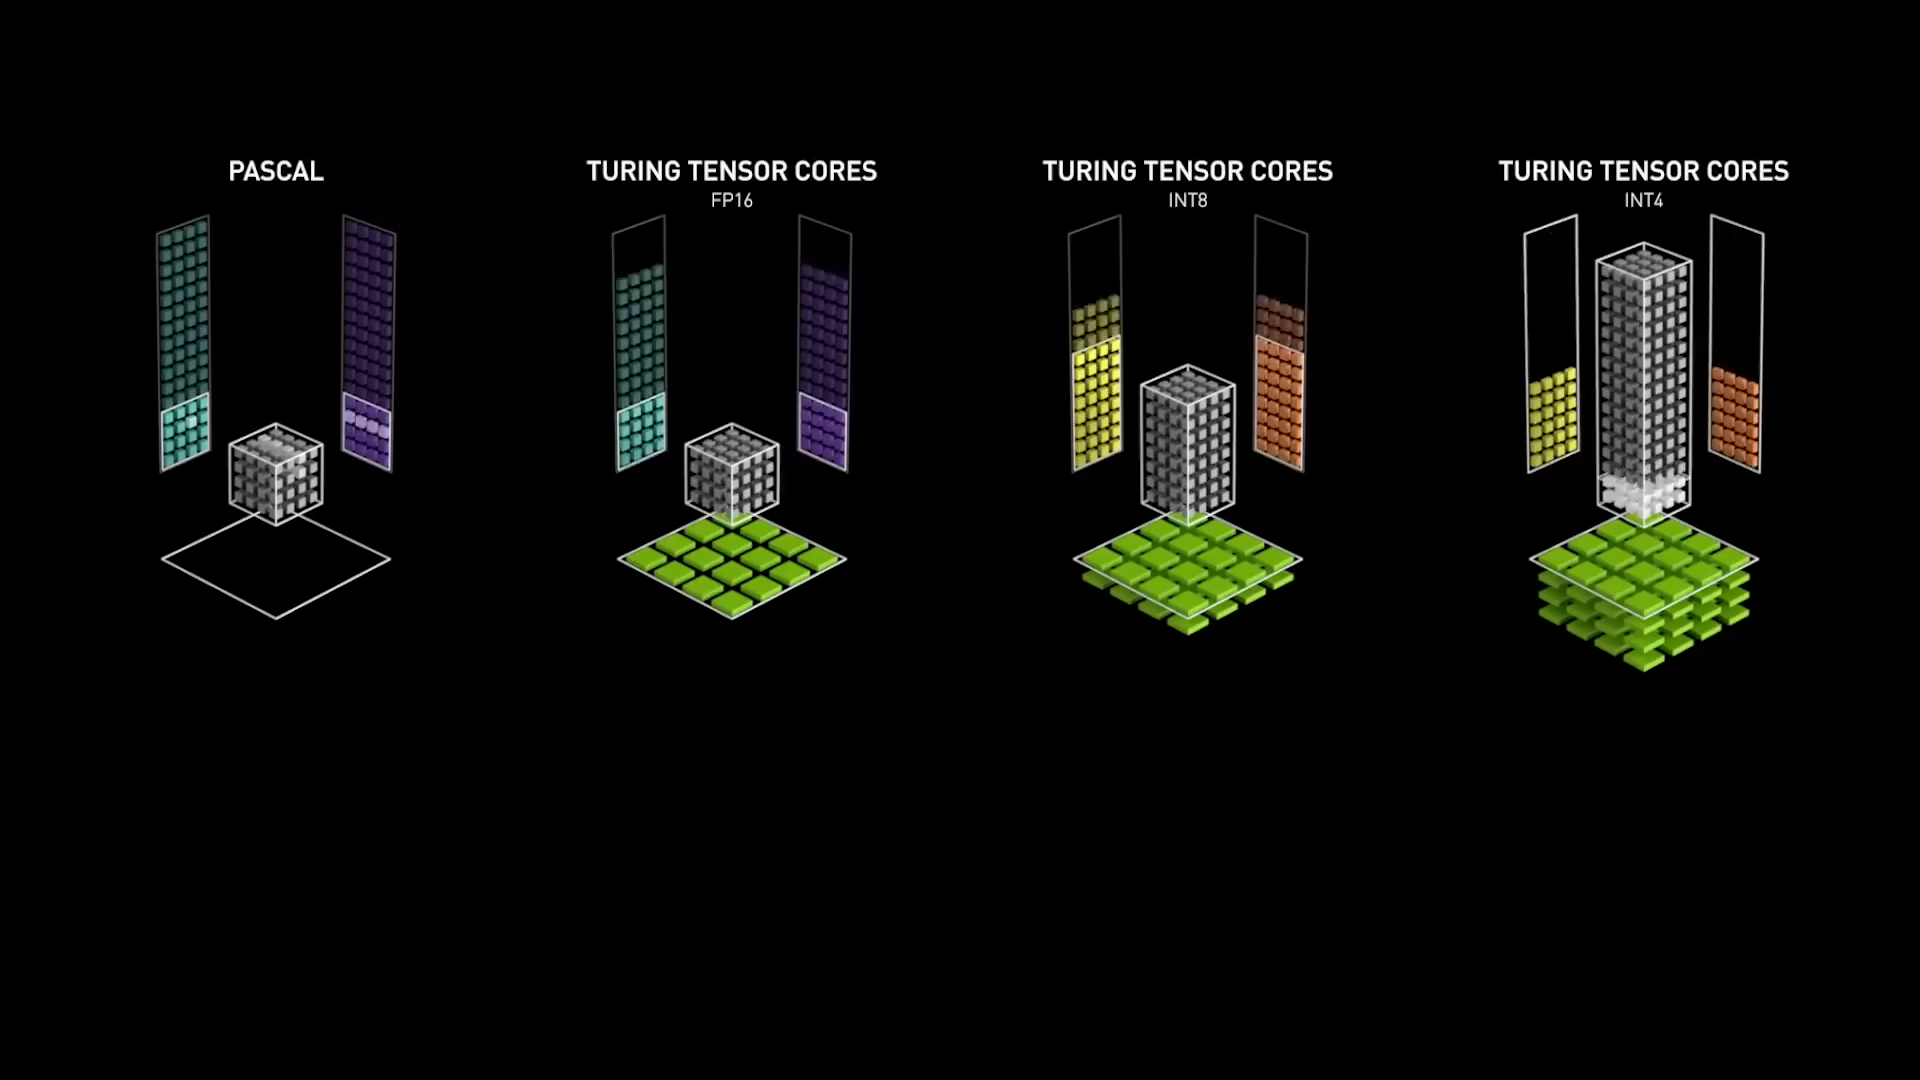 PASCAL
TURING TENSOR CORES
FP16
TURING TENSOR CORES
INT8
TURING TENSOR CORES
INT4